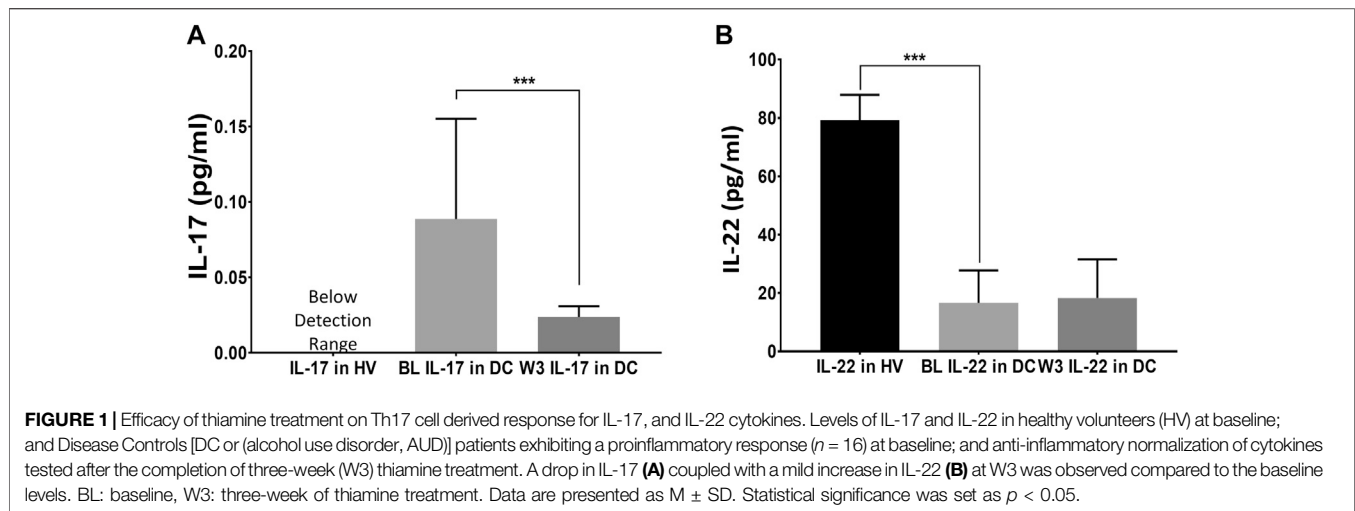 A
0.20
0.15
0.10
0.05
0.00
IL-17 (pg/ml)
***
Below
Detection
Range
IL-17 in HV BL IL-17 in DC W3 IL-17 in DC
B
100
80
60
40
20
0
IL-22 (pg/ml)
***
IL-22 in HV BL IL-22 in DC W3 IL-22 in DC
FIGURE 1 | Efficacy of thiamine treatment on Th17 cell derived response for IL-17, and IL-22 cytokines. Levels of IL-17 and IL-22 in healthy volunteers (HV) at baseline;
and Disease Controls [DC or (alcohol use disorder, AUD)] patients exhibiting a proinflammatory response (n = 16) at baseline; and anti-inflammatory normalization of cytokines
tested after the completion of three-week (W3) thiamine treatment. A drop in IL-17 (A) coupled with a mild increase in IL-22 (B) at W3 was observed compared to the baseline
levels. BL: baseline, W3: three-week of thiamine treatment. Data are presented as M ± SD. Statistical significance was set as p < 0.05.